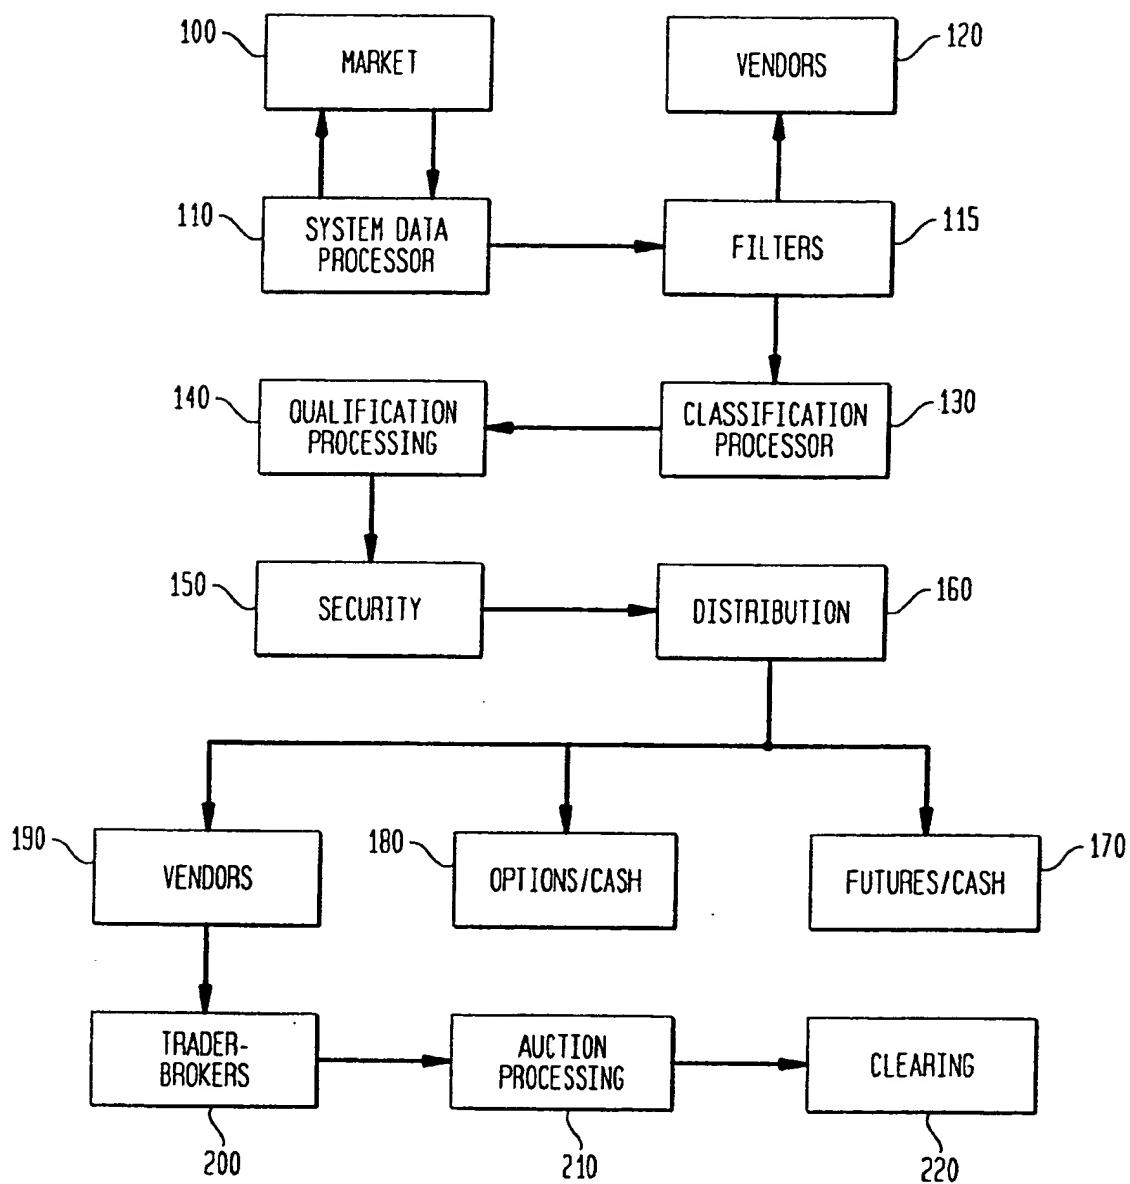 100
MARKET
VENDORS
120
110
SYSTEM DATA
PROCESSOR
FILTERS
115
140
QUALIFICATION
PROCESSING
CLASSIFICATION
PROCESSOR
130
150
SECURITY
DISTRIBUTION
160
190
VENDORS
180
OPTIONS/CASH
FUTURES/CASH
170
TRADER-
BROKERS
AUCTION
PROCESSING
CLEARING
200
210
220